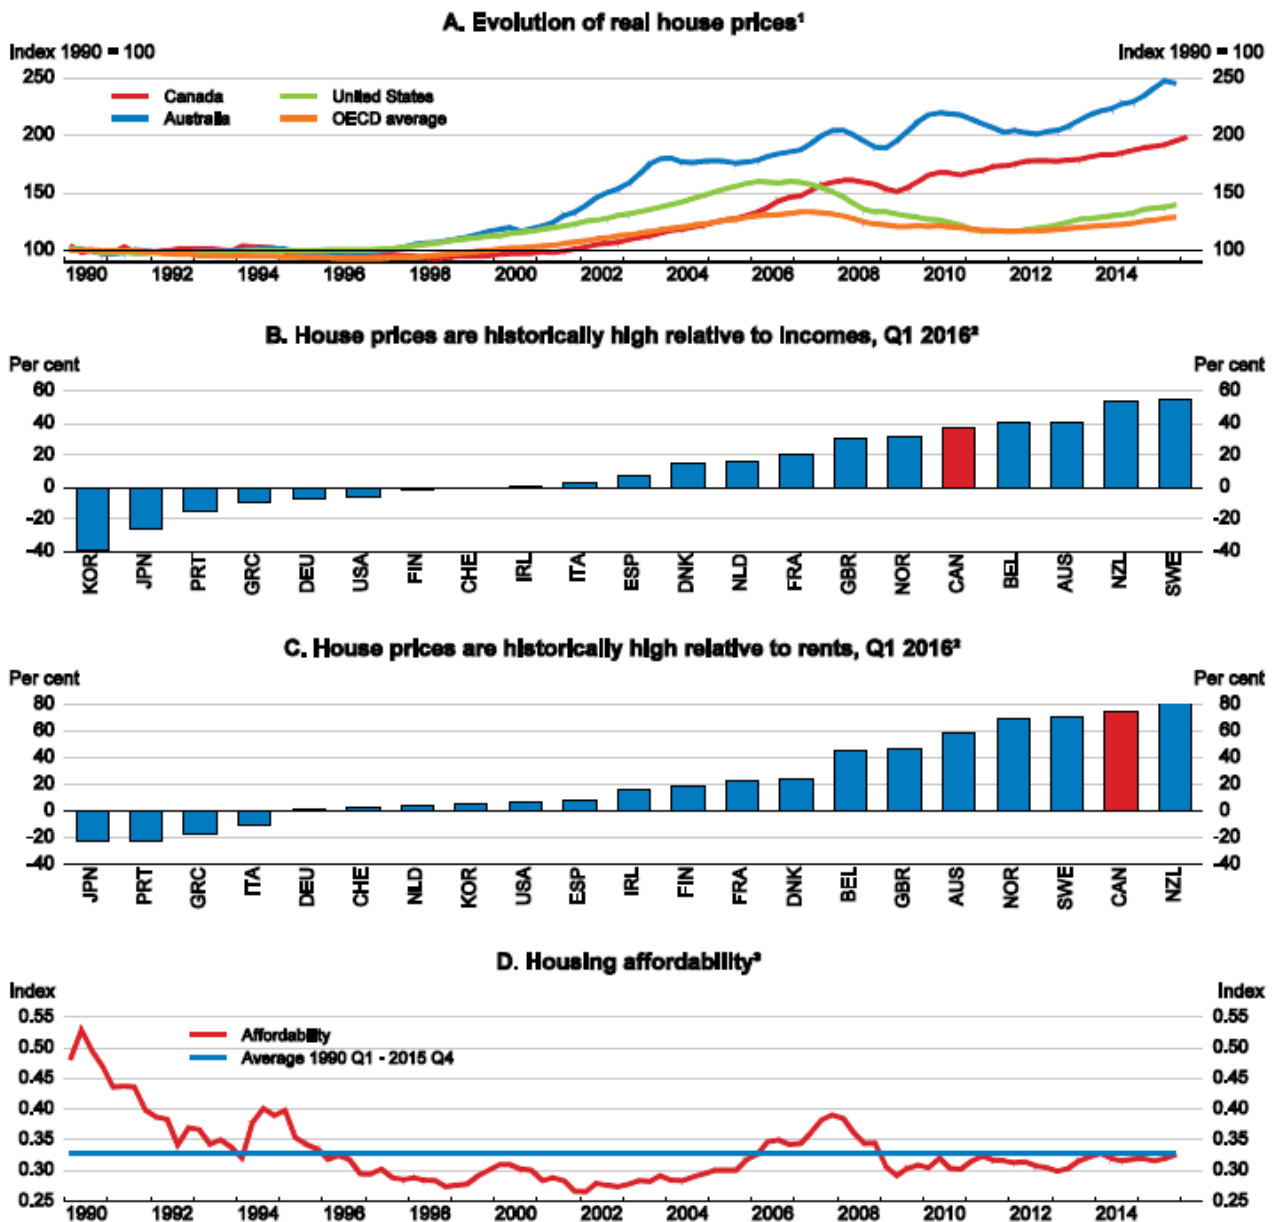 A. Evolution of real house prices¹
Index 1990 = 100 Index 1990 = 100
250 250
Canada United States
Australia OECD average
200 200
150 150
100 100
1990 1992 1994 1996 1998 2000 2002 2004 2006 2008 2010 2012 2014
B. House prices are historically high relative to incomes, Q1 2016²
Per cent Per cent
60 60
40 40
20 20
0 0
-20 -20
-40 -40
KOR JPN PRT GRC DEU USA FIN CHE IRL ITA ESP DNK NLD FRA GBR NOR CAN BEL AUS NZL SWE
C. House prices are historically high relative to rents, Q1 2016²
Per cent Per cent
80 80
60 60
40 40
20 20
0 0
-20 -20
-40 -40
JPN PRT GRC ITA DEU CHE NLD KOR USA ESP IRL FIN FRA DNK BEL GBR AUS NOR SWE CAN NZL
D. Housing affordability³
Index Index
0.55 0.55
Affordability
0.50 0.50
Average 1990 Q1 - 2015 Q4
0.45 0.45
0.40 0.40
0.35 0.35
0.30 0.30
0.25 0.25
1990 1992 1994 1996 1998 2000 2002 2004 2006 2008 2010 2012 2014